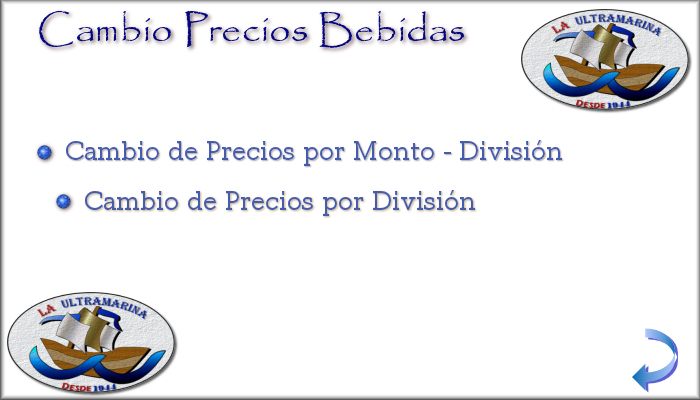 Cambio Precios Bebidas
LA ULTRAMARINA
DESDE 1944
Cambio de Precios por Monto - División
Cambio de Precios por División
LA ULTRAMARINA
DESDE 1944